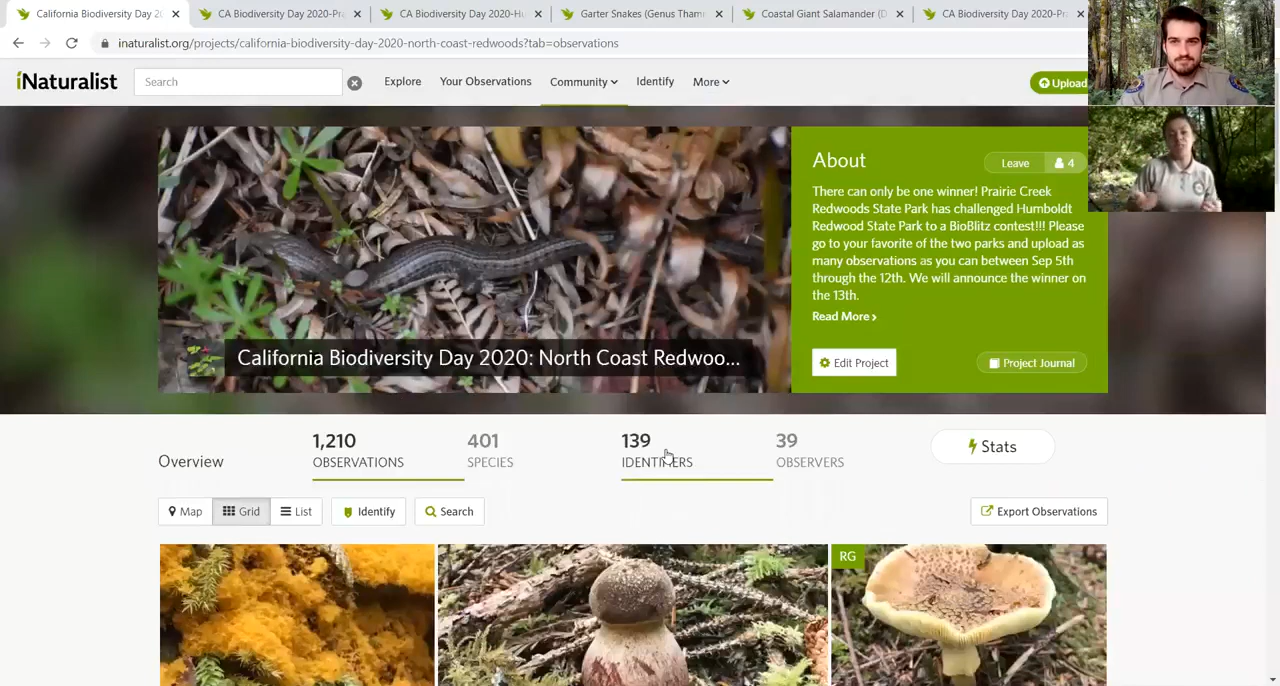 California Biodiversity Day 20
CA Biodiversity Day 2020-Pra
CA Biodiversity Day 2020-Hu
Garter Snakes (Genus Tham
Coastal Giant Salamander (D
CA Biodiversity Day 2020-Pra
inaturalist.org/projects/california-biodiversity-day-2020-north-coast-redwoods?tab=observations
iNaturalist
Search
Explore
Your Observations
Community
Identify
More
Upload
About
Leave
4
There can only be one winner! Prairie Creek
Redwoods State Park has challenged Humboldt
Redwood State Park to a BioBlitz contest!!! Please
go to your favorite of the two parks and upload as
many observations as you can between Sep 5th
through the 12th. We will announce the winner on
the 13th.
Read More >
Edit Project
Project Journal
California Biodiversity Day 2020: North Coast Redwoo...
Overview
1,210
OBSERVATIONS
401
SPECIES
139
IDENTIFIERS
39
OBSERVERS
Stats
Map
Grid
List
Identify
Search
Export Observations
RG